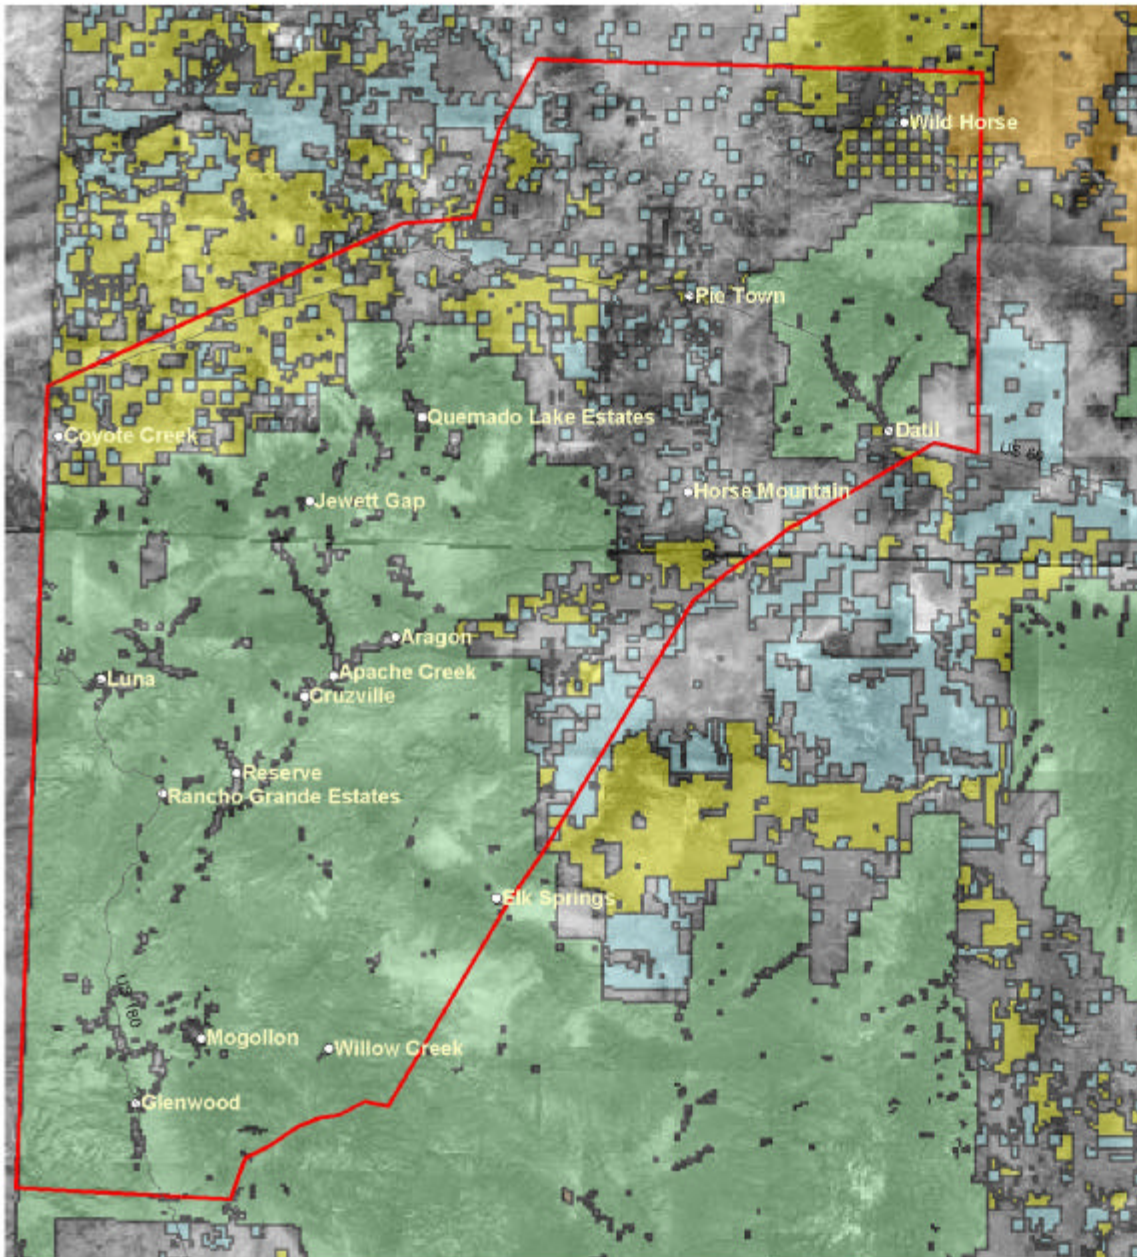 Wild Horse
Pie Town
Quemado Lake Estates
Coyote Creek
Datil
US 60
Horse Mountain
Jewett Gap
Aragon
Apache Creek
Luna
Cruzville
Reserve
Rancho Grande Estates
Elk Springs
US 180
Mogollon
Willow Creek
Glenwood